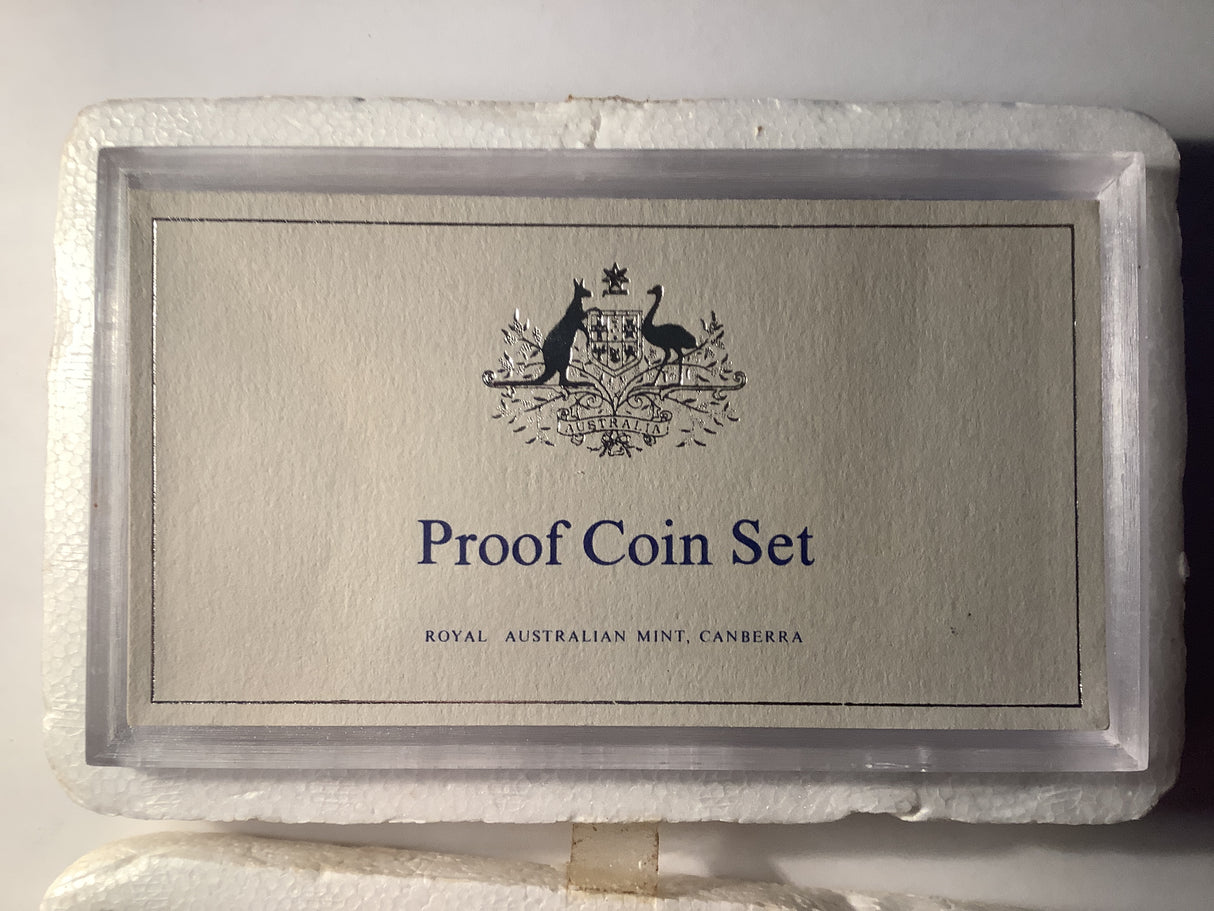 AUSTRALIA
Proof Coin Set
ROYAL AUSTRALIAN MINT, CANBERRA